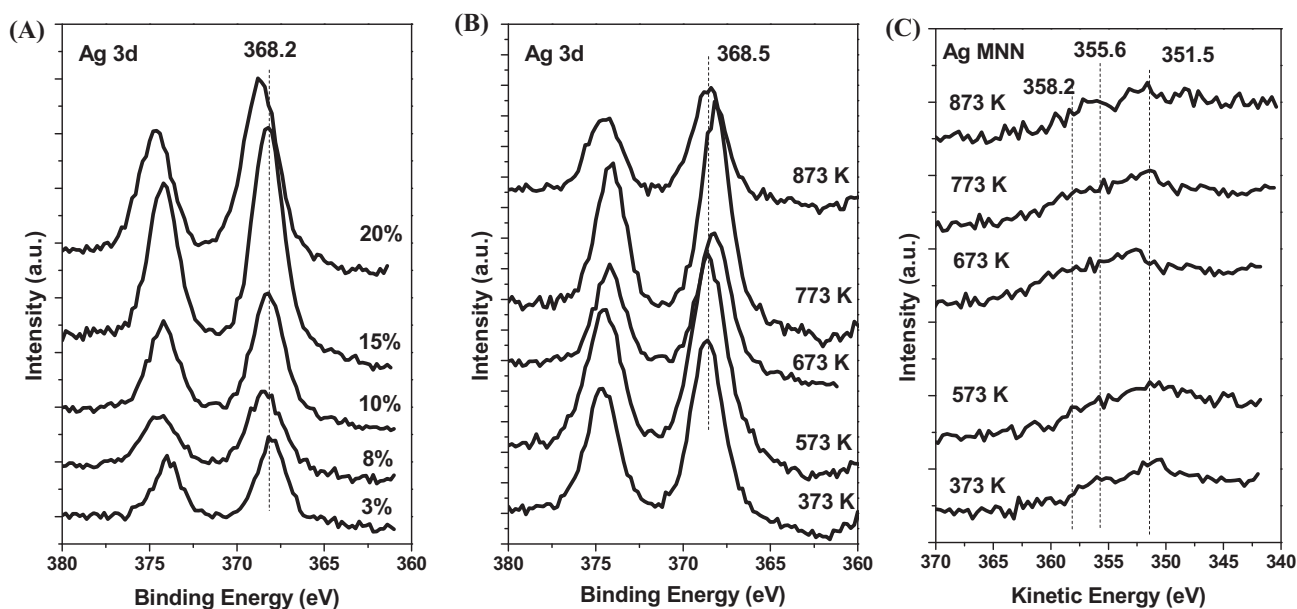 (A)
Ag 3d
368.2
20%
15%
10%
8%
3%
Intensity (a.u.)
380 375 370 365 360
Binding Energy (eV)
(B)
Ag 3d
368.5
873 K
773 K
673 K
573 K
373 K
Intensity (a.u.)
380 375 370 365 360
Binding Energy (eV)
(C)
Ag MNN
355.6
351.5
358.2
873 K
773 K
673 K
573 K
373 K
Intensity (a.u.)
370 365 360 355 350 345 340
Kinetic Energy (eV)